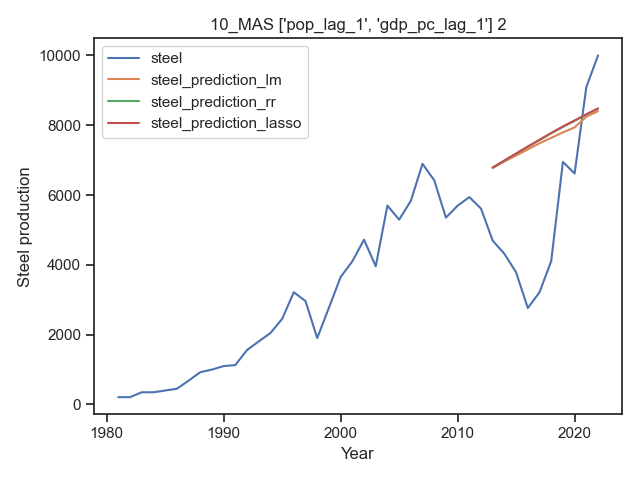 10_MAS ['pop_lag_1', 'gdp_pc_lag_1'] 2
steel
steel_prediction_lm
steel_prediction_rr
steel_prediction_lasso
Steel production
10000
8000
6000
4000
2000
0
1980
1990
2000
2010
2020
Year